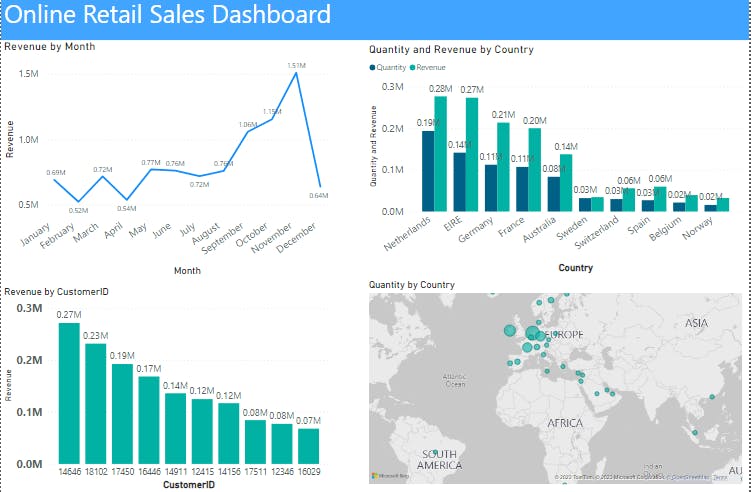 Online Retail Sales Dashboard
Revenue by Month
Revenue
1.5M
1.0M
0.5M
0.69M
0.52M
0.72M
0.54M
0.77M
0.76M
0.72M
0.76M
1.06M
1.15M
1.51M
0.64M
January
February
March
April
May
June
July
August
September
October
November
December
Month
Quantity and Revenue by Country
Quantity Revenue
Quantity and Revenue
0.3M
0.2M
0.1M
0.0M
0.19M
0.28M
0.14M
0.27M
0.11M
0.21M
0.11M
0.20M
0.08M
0.14M
0.03M
0.03M
0.06M
0.03M
0.06M
0.02M
0.02M
Netherlands
EIRE
Germany
France
Australia
Sweden
Switzerland
Spain
Belgium
Norway
Country
Revenue by CustomerID
Revenue
0.3M
0.2M
0.1M
0.0M
0.27M
0.23M
0.19M
0.17M
0.14M
0.12M
0.12M
0.08M
0.08M
0.07M
14646 18102 17450 16446 14911 12415 14156 17511 12346 16029
CustomerID
Quantity by Country
EUROPE
ASIA
Atlantic
Ocean
AFRICA
SOUTH
AMERICA
Indian
AU
Microsoft Bing
© 2023 TomTom, © 2023 Microsoft Corporation, © OpenStreetMap Terms